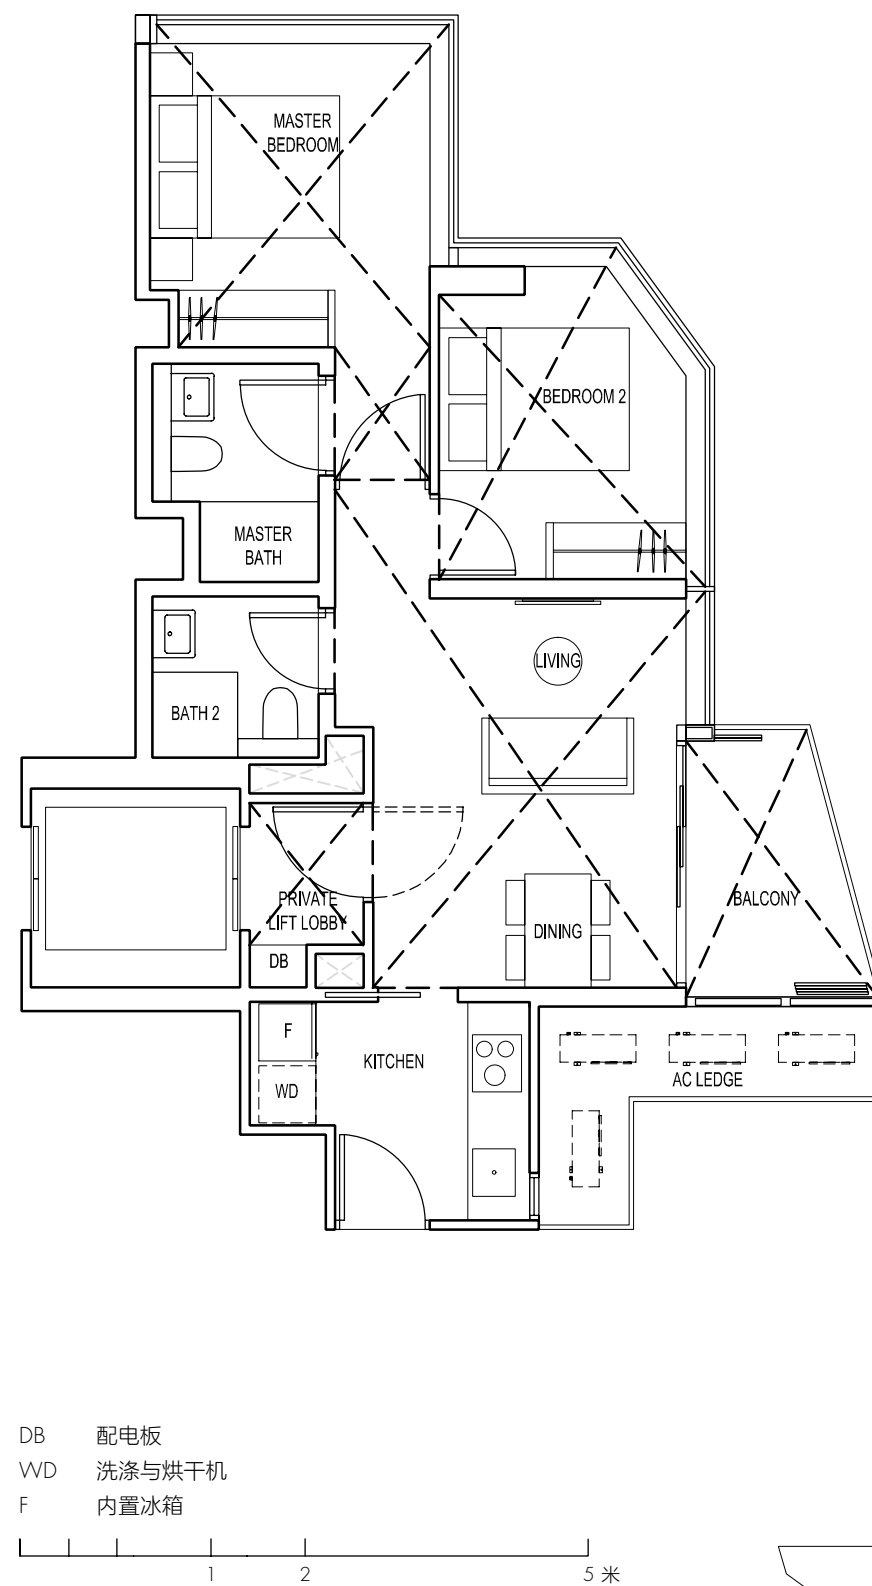 MASTER
BEDROOM
BEDROOM 2
MASTER
BATH
LIVING
BATH 2
PRIVATE
LIFT LOBBY
BALCONY
DINING
DB
F
KITCHEN
WD
AC LEDGE
DB 配电板
WD 洗涤与烘干机
F 内置冰箱
1 2 5 米